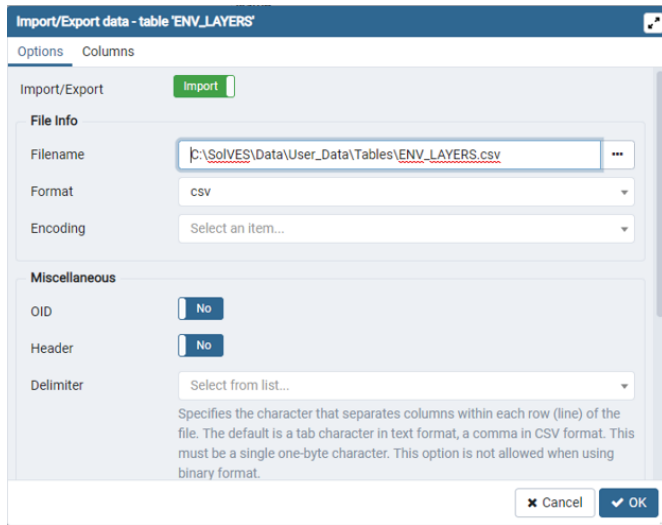 Import/Export data - table 'ENV_LAYERS'
Options Columns
Import/Export Import
File Info
Filename C:\SolVES\Data\User_Data\Tables\ENV_LAYERS.csv
Format csv
Encoding Select an item...
Miscellaneous
OID No
Header No
Delimiter Select from list...
Specifies the character that separates columns within each row (line) of the
file. The default is a tab character in text format, a comma in CSV format. This
must be a single one-byte character. This option is not allowed when using
binary format.
Cancel OK